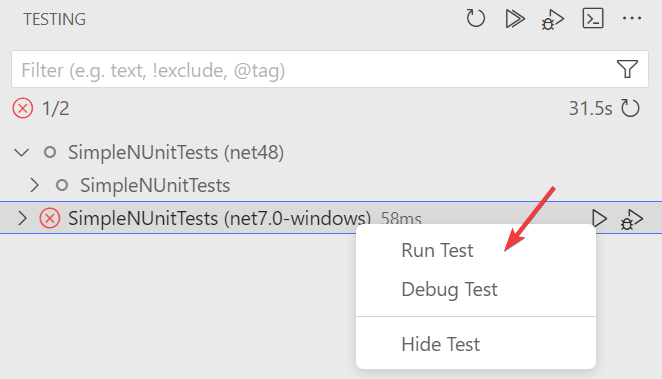 TESTING
Filter (e.g. text, !exclude, @tag)
1/2 31.5s
SimpleNUnitTests (net48)
SimpleNUnitTests
SimpleNUnitTests (net7.0-windows) 58ms
Run Test
Debug Test
Hide Test